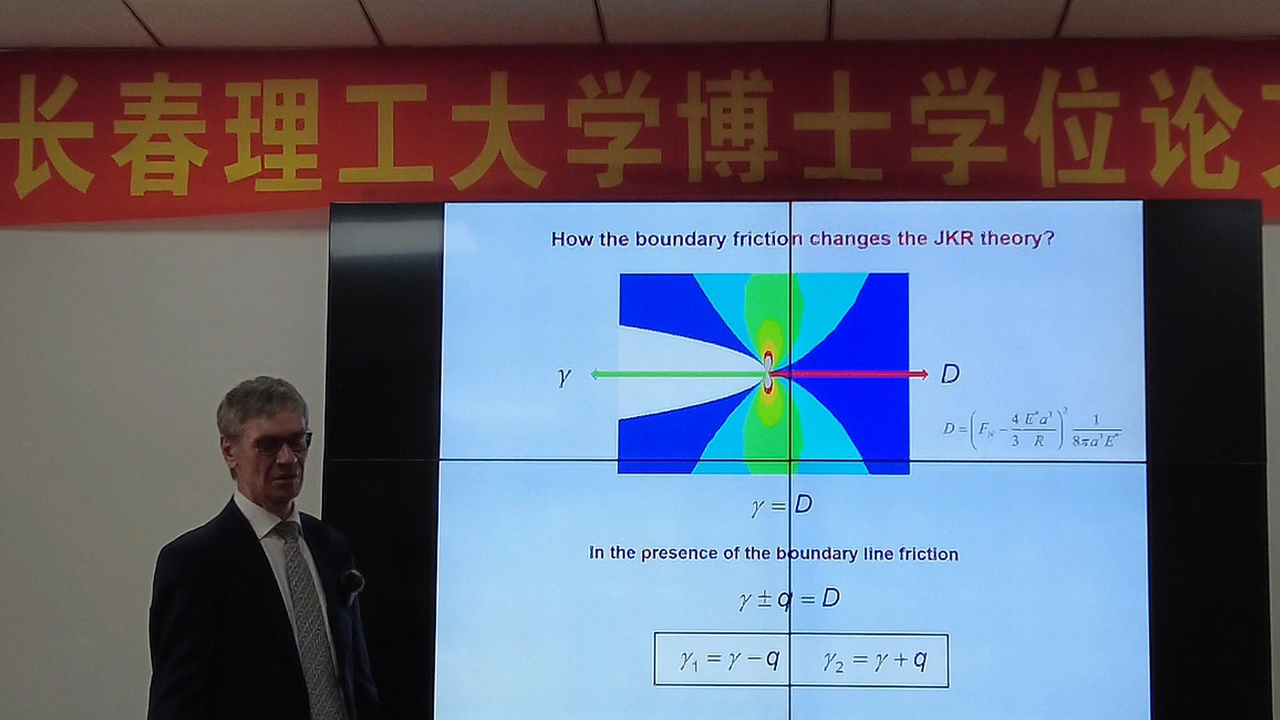 长春理工大学博士学位论
How the boundary friction changes the JKR theory?
γ D
D = (F_N − 4/3 E*a³/R)² 1/(8πa³E*)
γ = D
In the presence of the boundary line friction
γ ± q = D
γ₁ = γ − q γ₂ = γ + q